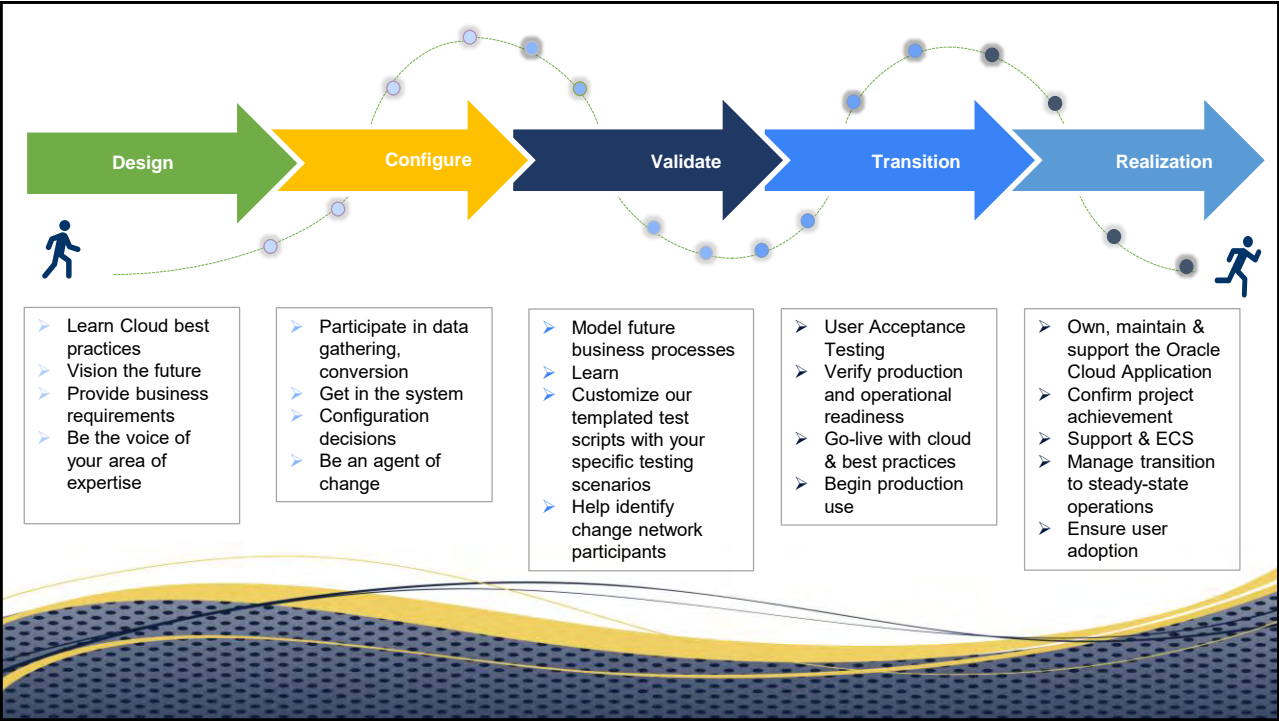 Design
Configure
Validate
Transition
Realization
Learn Cloud best
practices
Vision the future
Provide business
requirements
Be the voice of
your area of
expertise
Participate in data
gathering,
conversion
Get in the system
Configuration
decisions
Be an agent of
change
Model future
business processes
Learn
Customize our
templated test
scripts with your
specific testing
scenarios
Help identify
change network
participants
User Acceptance
Testing
Verify production
and operational
readiness
Go-live with cloud
& best practices
Begin production
use
Own, maintain &
support the Oracle
Cloud Application
Confirm project
achievement
Support & ECS
Manage transition
to steady-state
operations
Ensure user
adoption